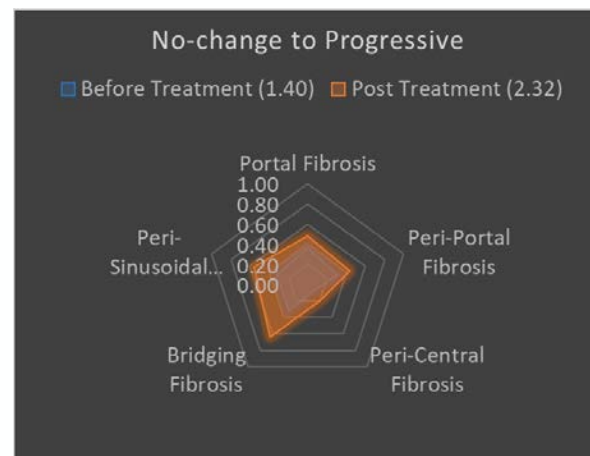 No-change to Progressive
Before Treatment (1.40) Post Treatment (2.32)
Portal Fibrosis
1.00
0.80
0.60
0.40
0.20
0.00
Peri-
Sinusoidal...
Peri-Portal
Fibrosis
Bridging
Fibrosis
Peri-Central
Fibrosis